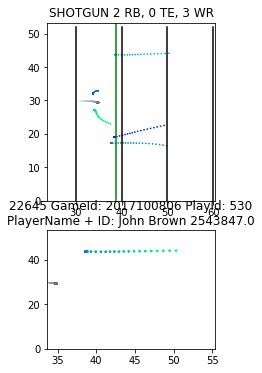 SHOTGUN 2 RB, 0 TE, 3 WR
50
40
30
20
10
0
30 40 50 60
22645 GameId: 2017100806 PlayId: 530
PlayerName + ID: John Brown 2543847.0
40
20
0
35 40 45 50 55